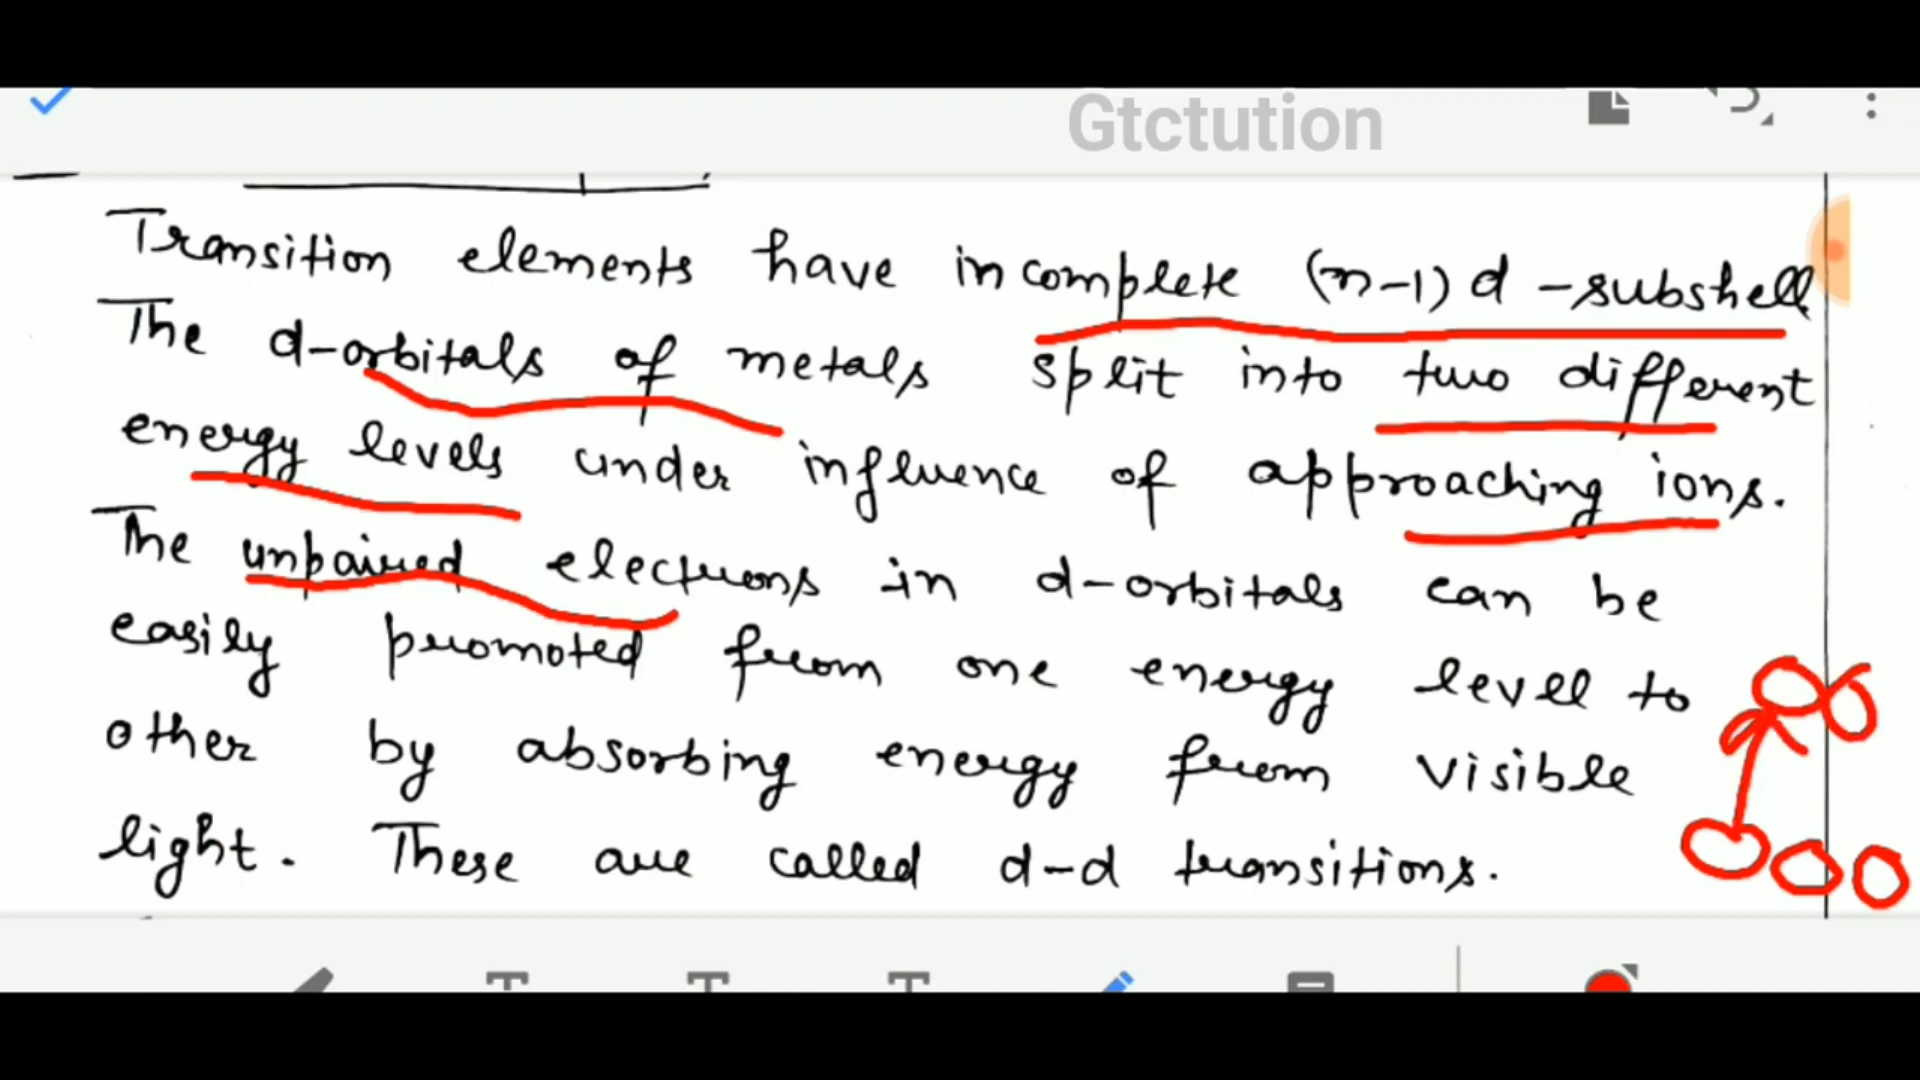 Gtctution
Transition elements have incomplete (n-1) d -subshell
The d-orbitals of metals split into two different
energy levels under influence of approaching ions.
The unpaired electrons in d-orbitals can be
easily promoted from one energy level to
other by absorbing energy from visible
light. These are called d-d transitions.